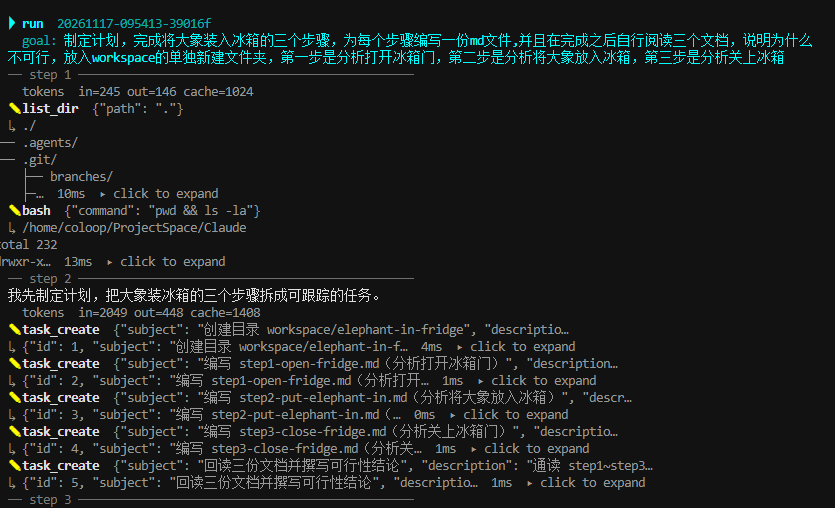 run 20261117-095413-39016f
goal: 制定计划，完成将大象装入冰箱的三个步骤，为每个步骤编写一份md文件,并且在完成之后自行阅读三个文档，说明为什么
不可行，放入workspace的单独新建文件夹，第一步是分析打开冰箱门，第二步是分析将大象放入冰箱，第三步是分析关上冰箱
── step 1 ──
tokens in=245 out=146 cache=1024
list_dir {"path": "."}
↳ ./
── .agents/
── .git/
├── branches/
├─… 10ms ▸ click to expand
bash {"command": "pwd && ls -la"}
↳ /home/coloop/ProjectSpace/Claude
total 232
drwxr-x… 13ms ▸ click to expand
── step 2 ──
我先制定计划，把大象装冰箱的三个步骤拆成可跟踪的任务。
tokens in=2049 out=448 cache=1408
task_create {"subject": "创建目录 workspace/elephant-in-fridge", "descriptio…
↳ {"id": 1, "subject": "创建目录 workspace/elephant-in-f… 4ms ▸ click to expand
task_create {"subject": "编写 step1-open-fridge.md（分析打开冰箱门）", "description…
↳ {"id": 2, "subject": "编写 step1-open-fridge.md（分析打开… 1ms ▸ click to expand
task_create {"subject": "编写 step2-put-elephant-in.md（分析将大象放入冰箱）", "descr…
↳ {"id": 3, "subject": "编写 step2-put-elephant-in.md（… 0ms ▸ click to expand
task_create {"subject": "编写 step3-close-fridge.md（分析关上冰箱门）", "descriptio…
↳ {"id": 4, "subject": "编写 step3-close-fridge.md（分析关… 1ms ▸ click to expand
task_create {"subject": "回读三份文档并撰写可行性结论", "description": "通读 step1~step3…
↳ {"id": 5, "subject": "回读三份文档并撰写可行性结论", "descriptio… 1ms ▸ click to expand
── step 3 ──